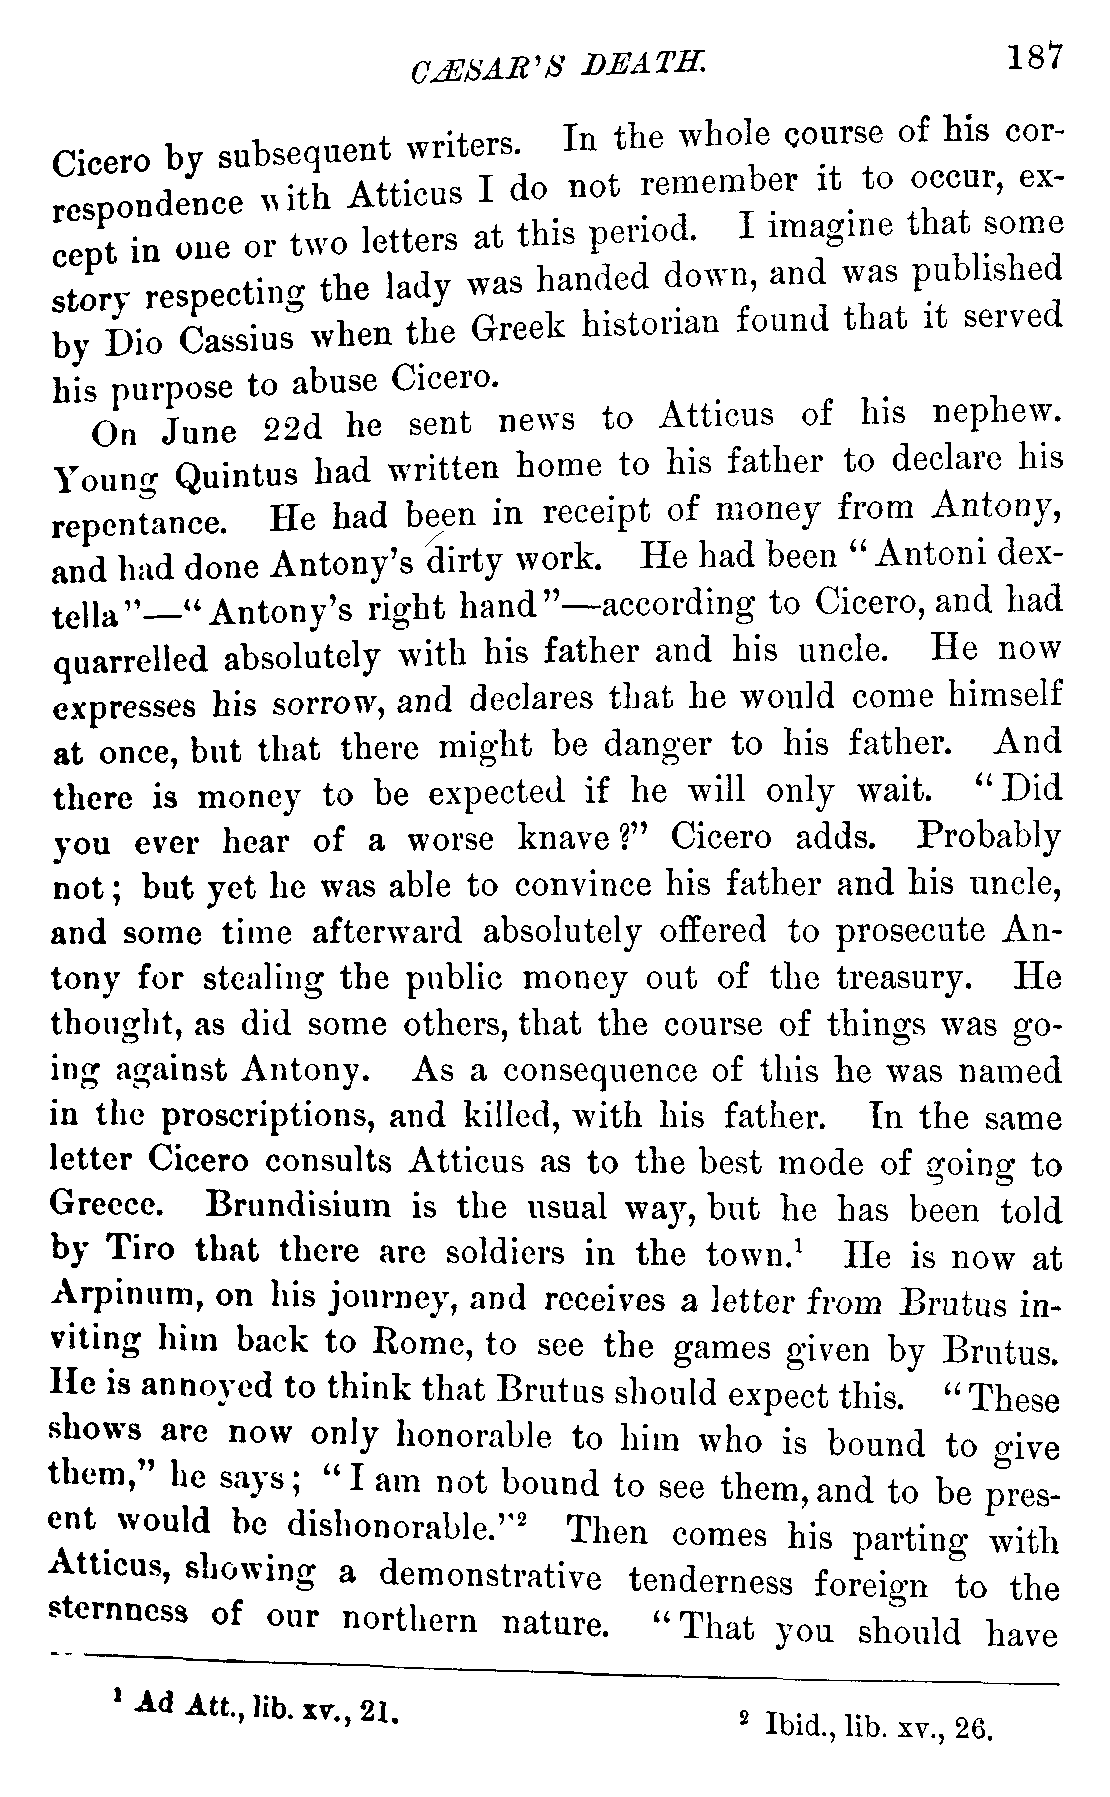 CÆSAR'S DEATH. 187
Cicero by subsequent writers. In the whole course of his cor-
respondence with Atticus I do not remember it to occur, ex-
cept in one or two letters at this period. I imagine that some
story respecting the lady was handed down, and was published
by Dio Cassius when the Greek historian found that it served
his purpose to abuse Cicero.
On June 22d he sent news to Atticus of his nephew.
Young Quintus had written home to his father to declare his
repentance. He had been in receipt of money from Antony,
and had done Antony's dirty work. He had been "Antoni dex-
tella"—"Antony's right hand"—according to Cicero, and had
quarrelled absolutely with his father and his uncle. He now
expresses his sorrow, and declares that he would come himself
at once, but that there might be danger to his father. And
there is money to be expected if he will only wait. "Did
you ever hear of a worse knave?" Cicero adds. Probably
not; but yet he was able to convince his father and his uncle,
and some time afterward absolutely offered to prosecute An-
tony for stealing the public money out of the treasury. He
thought, as did some others, that the course of things was go-
ing against Antony. As a consequence of this he was named
in the proscriptions, and killed, with his father. In the same
letter Cicero consults Atticus as to the best mode of going to
Greece. Brundisium is the usual way, but he has been told
by Tiro that there are soldiers in the town.¹ He is now at
Arpinum, on his journey, and receives a letter from Brutus in-
viting him back to Rome, to see the games given by Brutus.
He is annoyed to think that Brutus should expect this. "These
shows are now only honorable to him who is bound to give
them," he says; "I am not bound to see them, and to be pres-
ent would be dishonorable."² Then comes his parting with
Atticus, showing a demonstrative tenderness foreign to the
sternness of our northern nature. "That you should have
¹ Ad Att., lib. xv., 21. ² Ibid., lib. xv., 26.